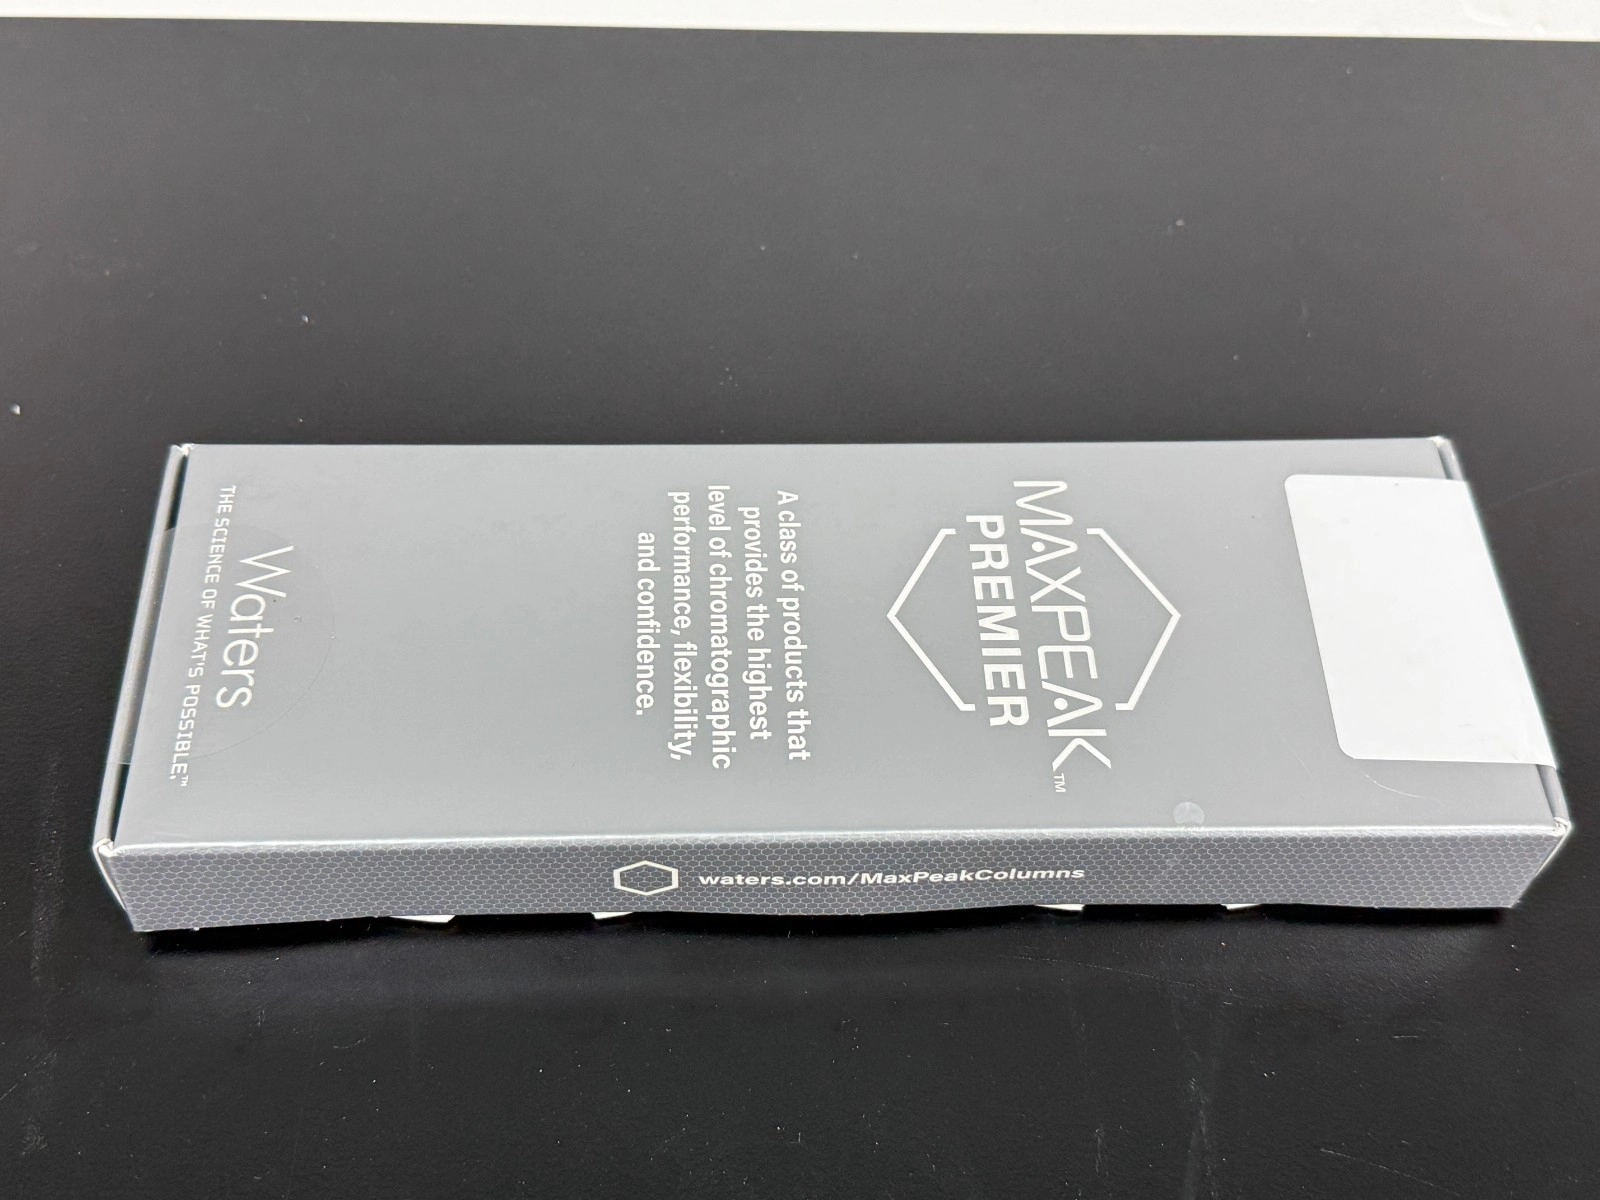 MAXPEAK™
PREMIER
A class of products that
provides the highest
level of chromatographic
performance, flexibility,
and confidence.
Waters
THE SCIENCE OF WHAT'S POSSIBLE.™
waters.com/MaxPeakColumns